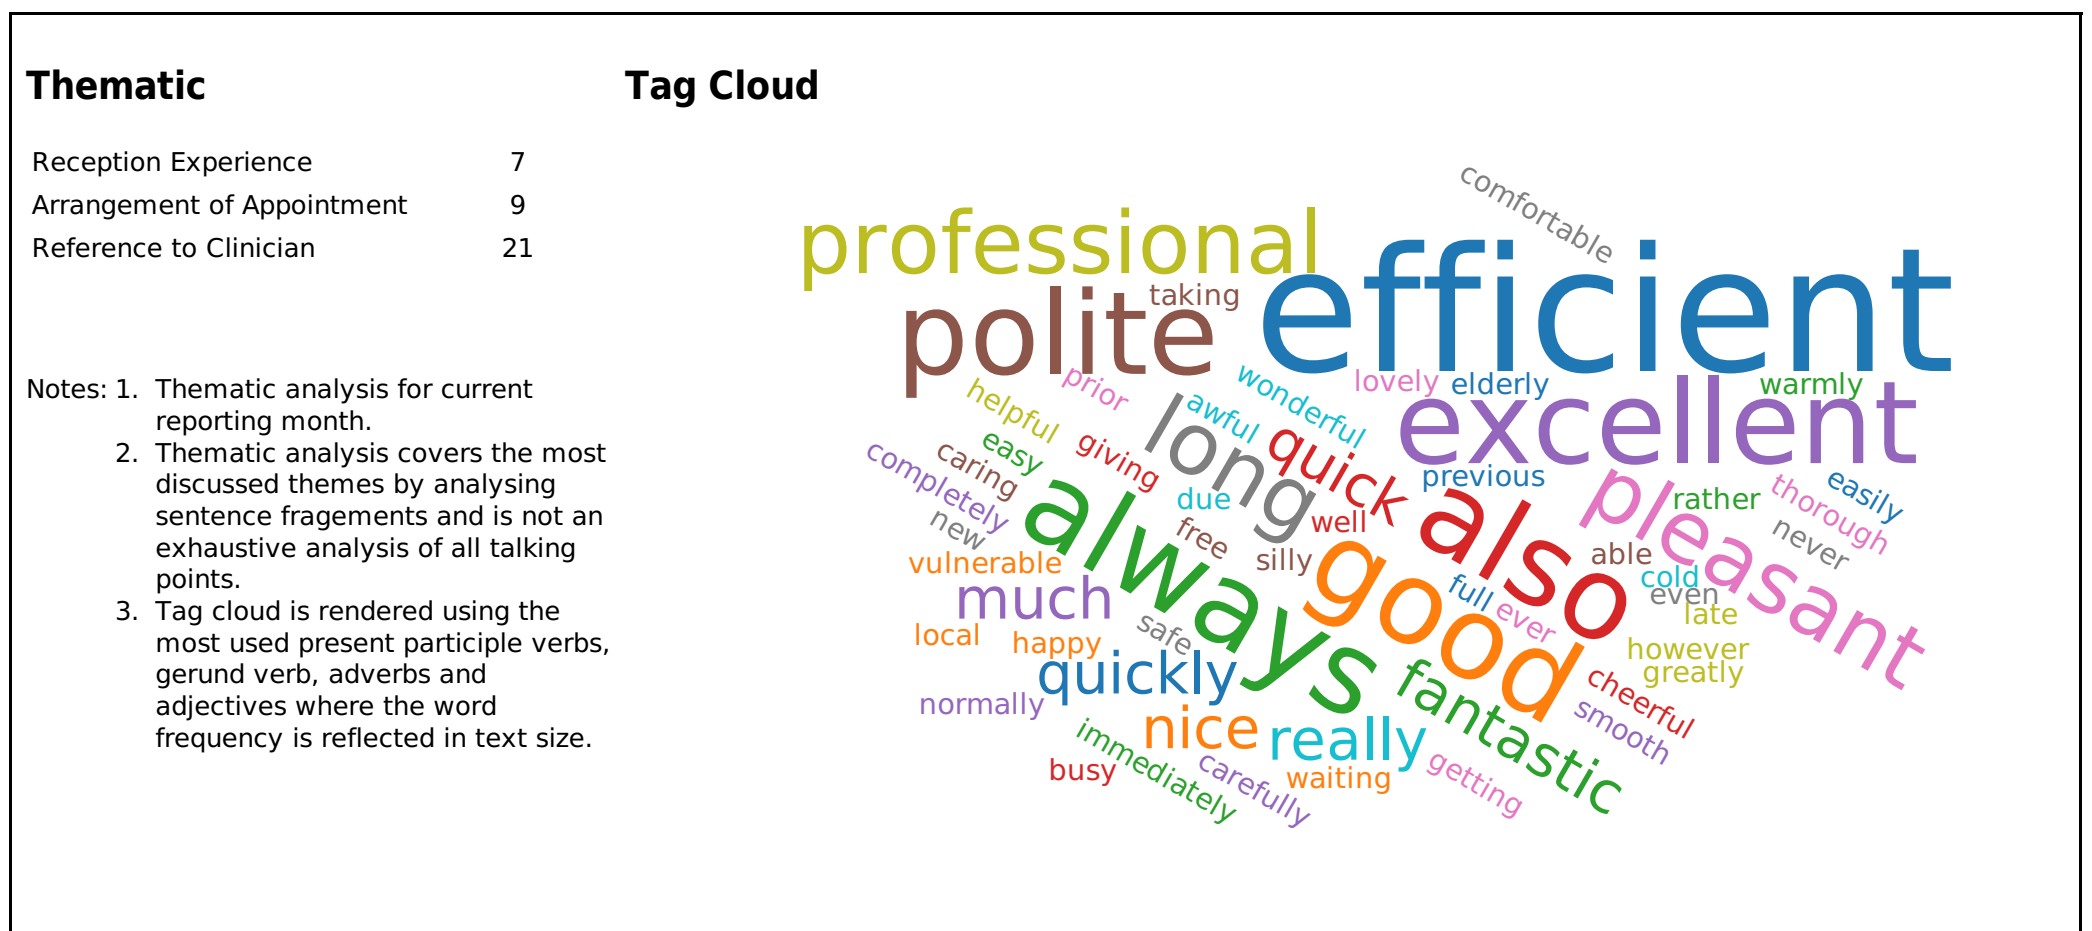 Thematic
Tag Cloud
Reception Experience 7
Arrangement of Appointment 9
Reference to Clinician 21
Notes: 1. Thematic analysis for current
reporting month.
2. Thematic analysis covers the most
discussed themes by analysing
sentence fragements and is not an
exhaustive analysis of all talking
points.
3. Tag cloud is rendered using the
most used present participle verbs,
gerund verb, adverbs and
adjectives where the word
frequency is reflected in text size.
comfortable
professional
efficient
taking
polite
prior
wonderful
lovely
elderly
warmly
helpful
awful
excellent
long
quick
easy
giving
caring
completely
previous
pleasant
rather
thorough
easily
due
always
also
new
free
well
never
silly
good
able
vulnerable
cold
much
full
even
ever
late
local
happy
safe
however
quickly
greatly
fantastic
cheerful
normally
smooth
nice
really
immediately
busy
carefully
waiting
getting